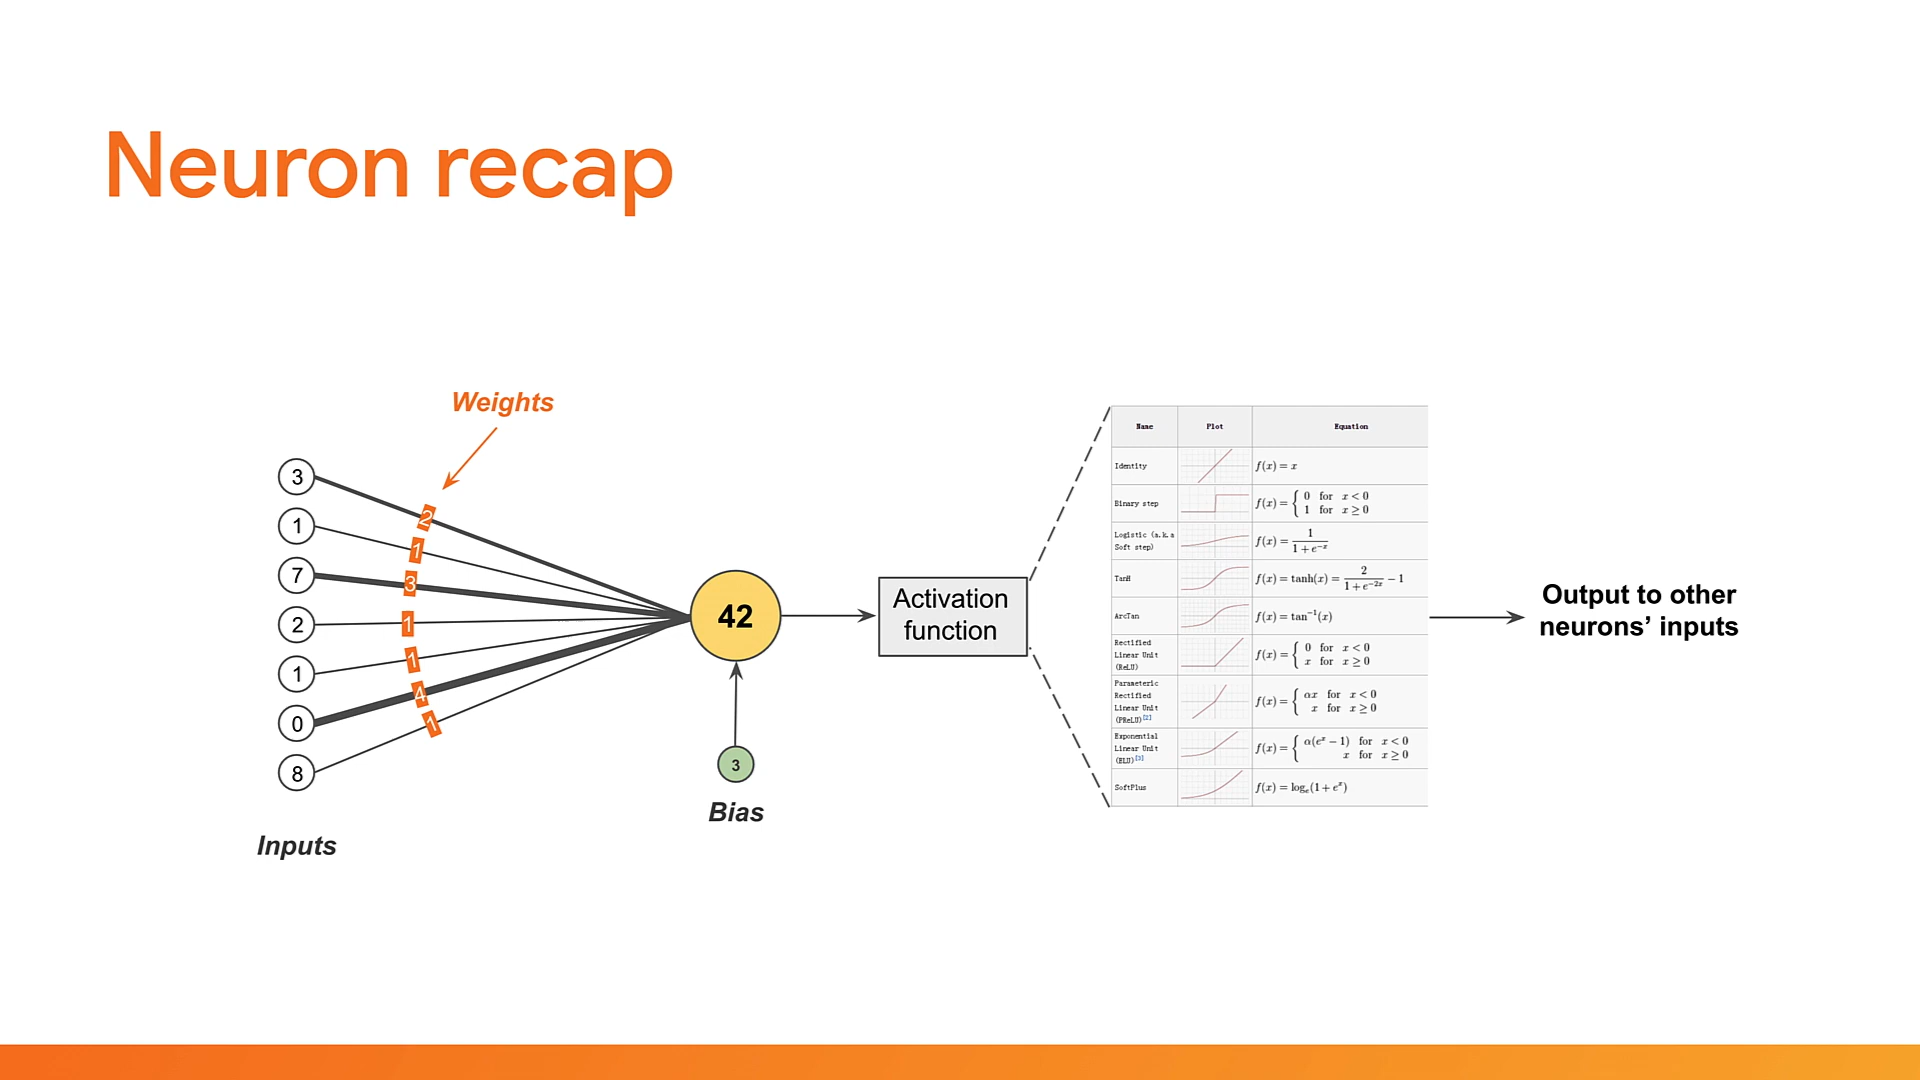 Neuron recap
Weights
3
1
7
2
1
0
8
2
1
3
1
1
4
1
Inputs
42
3
Bias
Activation
function
Name Plot Equation
Identity f(x) = x
Binary step f(x) = { 0 for x < 0
1 for x ≥ 0
Logistic (a.k.a
Soft step) f(x) = 1 / (1 + e^−x)
TanH f(x) = tanh(x) = 2 / (1 + e^−2x) − 1
ArcTan f(x) = tan^−1(x)
Rectified
Linear Unit
(ReLU) f(x) = { 0 for x < 0
x for x ≥ 0
Parameteric
Rectified
Linear Unit
(PReLU)[2] f(x) = { αx for x < 0
x for x ≥ 0
Exponential
Linear Unit
(ELU)[3] f(x) = { α(e^x − 1) for x < 0
x for x ≥ 0
SoftPlus f(x) = log_e(1 + e^x)
Output to other
neurons’ inputs